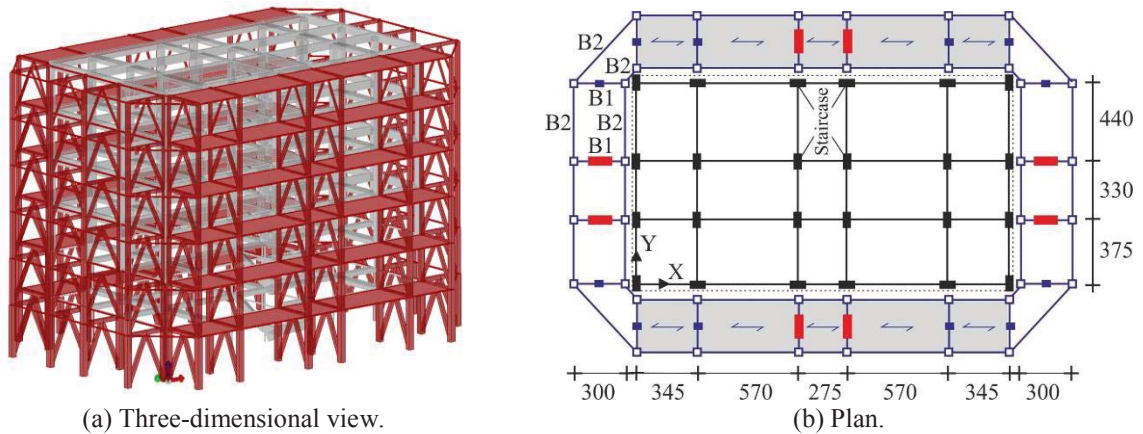 B2
B2
B1
B2
B2
B1
Staircase
Y
X
440
330
375
300
345
570
275
570
345
300
(a) Three-dimensional view.
(b) Plan.